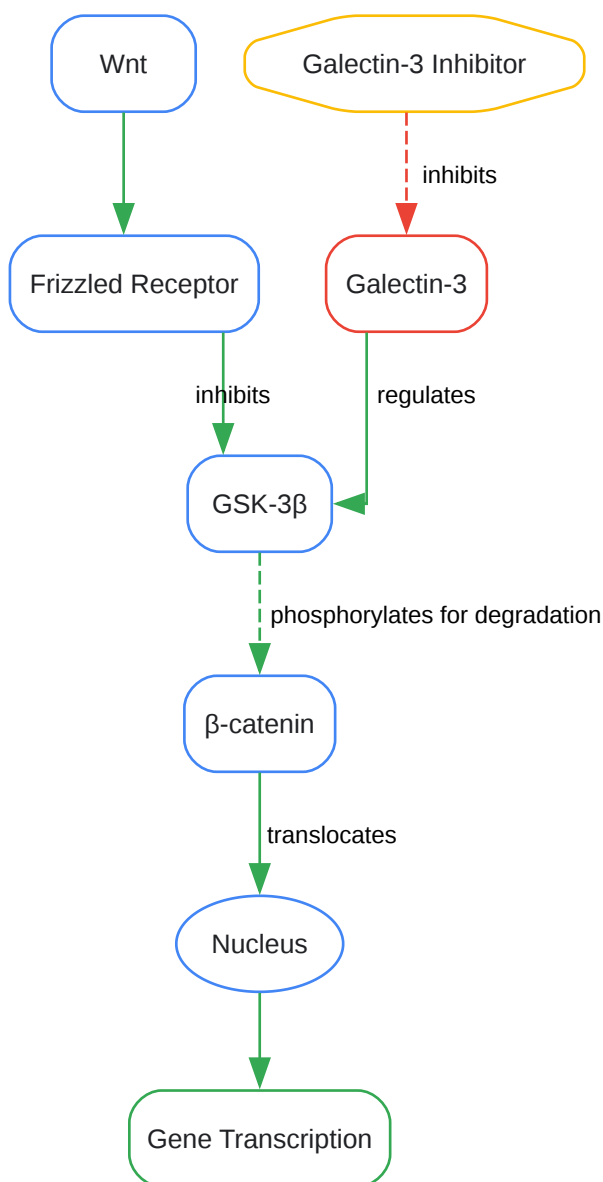 Wnt
Galectin-3 Inhibitor
inhibits
Frizzled Receptor
Galectin-3
inhibits
regulates
GSK-3β
phosphorylates for degradation
β-catenin
translocates
Nucleus
Gene Transcription